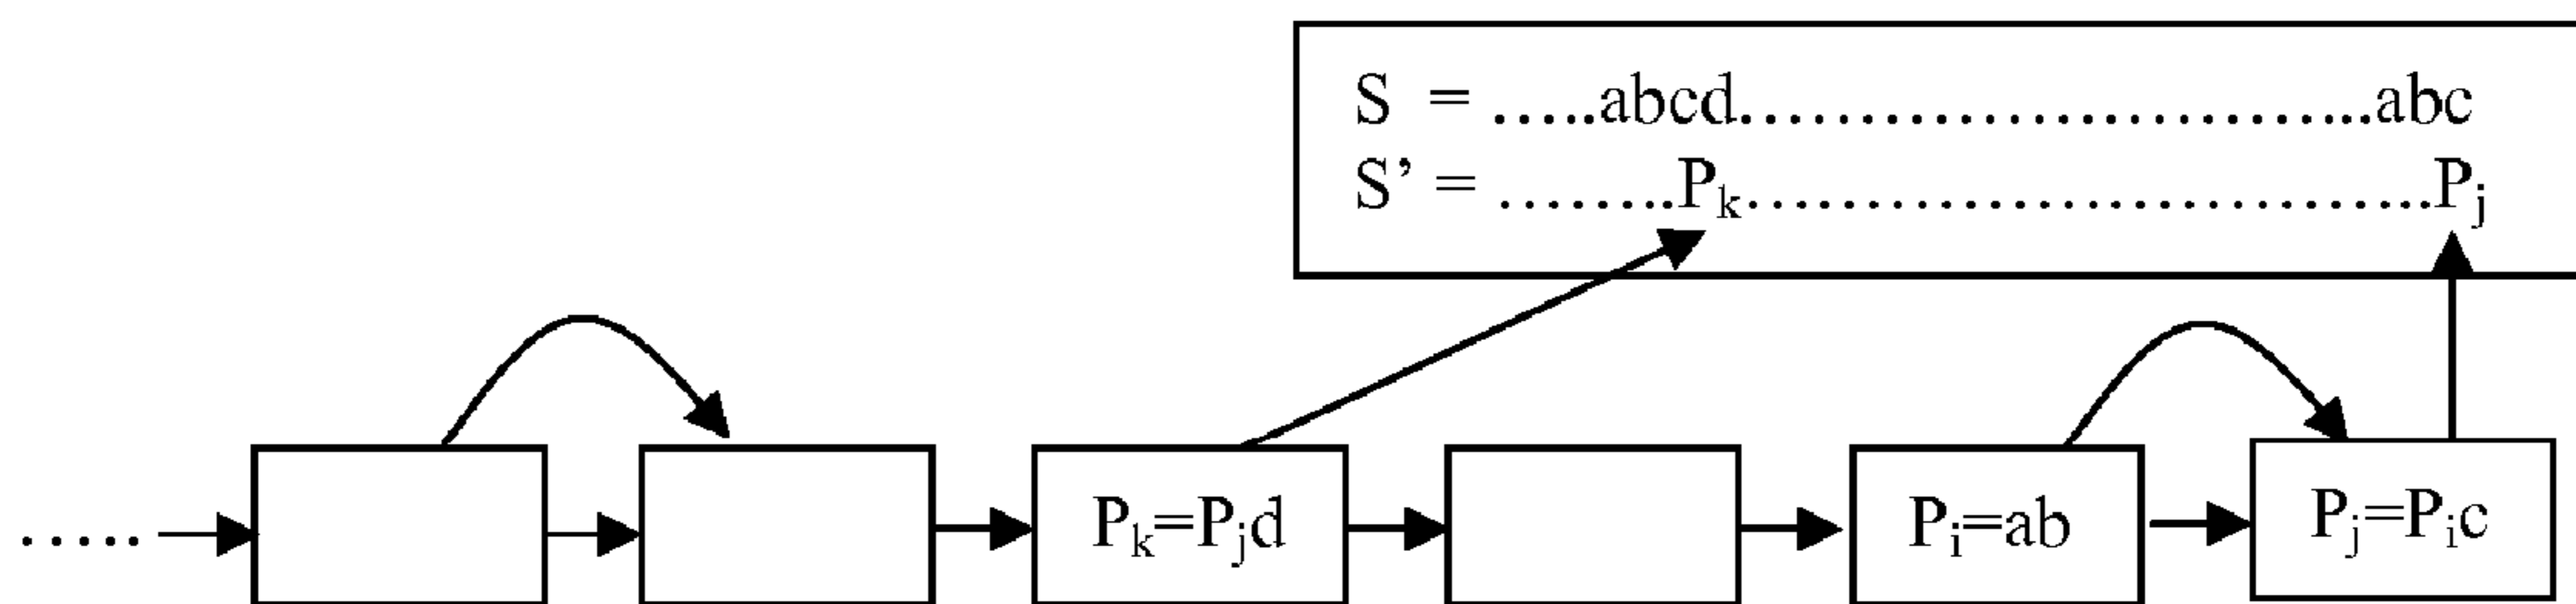 S = .....abcd...........................abc
S' = ........Pk.............................Pj
..... Pk=Pjd Pi=ab Pj=Pic